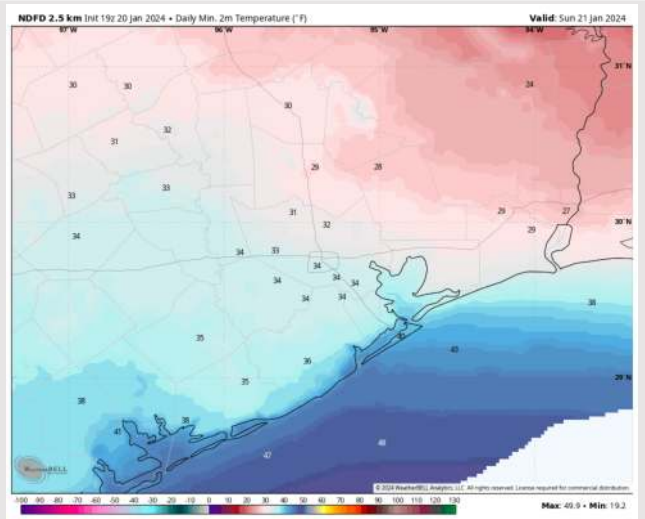 NDFD 2.5 km Init 19z 20 Jan 2024 • Daily Min. 2m Temperature (°F) Valid: Sun 21 Jan 2024
97°W 96°W 95°W 94°W
31°N
30 30 24
30
32
31
29 28
33
33
31 29 27
30°N
32 29
34
34 33
34
34 34 34
34 34
38
35 40 43
36
29°N
35
38
38
41
47 48
WeatherBELL
© 2024 WeatherBELL Analytics, LLC. All rights reserved. License required for commercial distribution.
-100 -90 -80 -70 -60 -50 -40 -30 -20 -10 0 10 20 30 40 50 60 70 80 90 100 110 120 130
Max: 49.9 • Min: 19.2